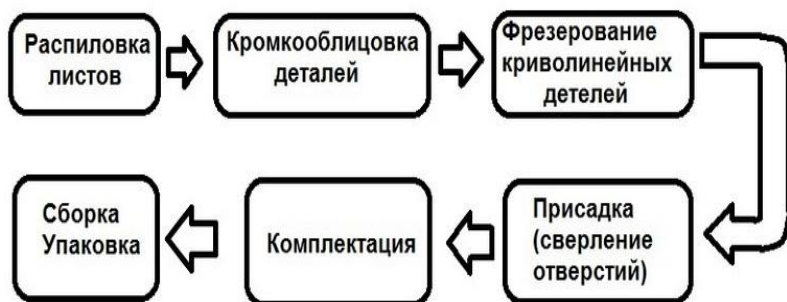 Распиловка
листов
Кромкооблицовка
деталей
Фрезерование
криволинейных
детелей
Присадка
(сверление
отверстий)
Комплектация
Сборка
Упаковка